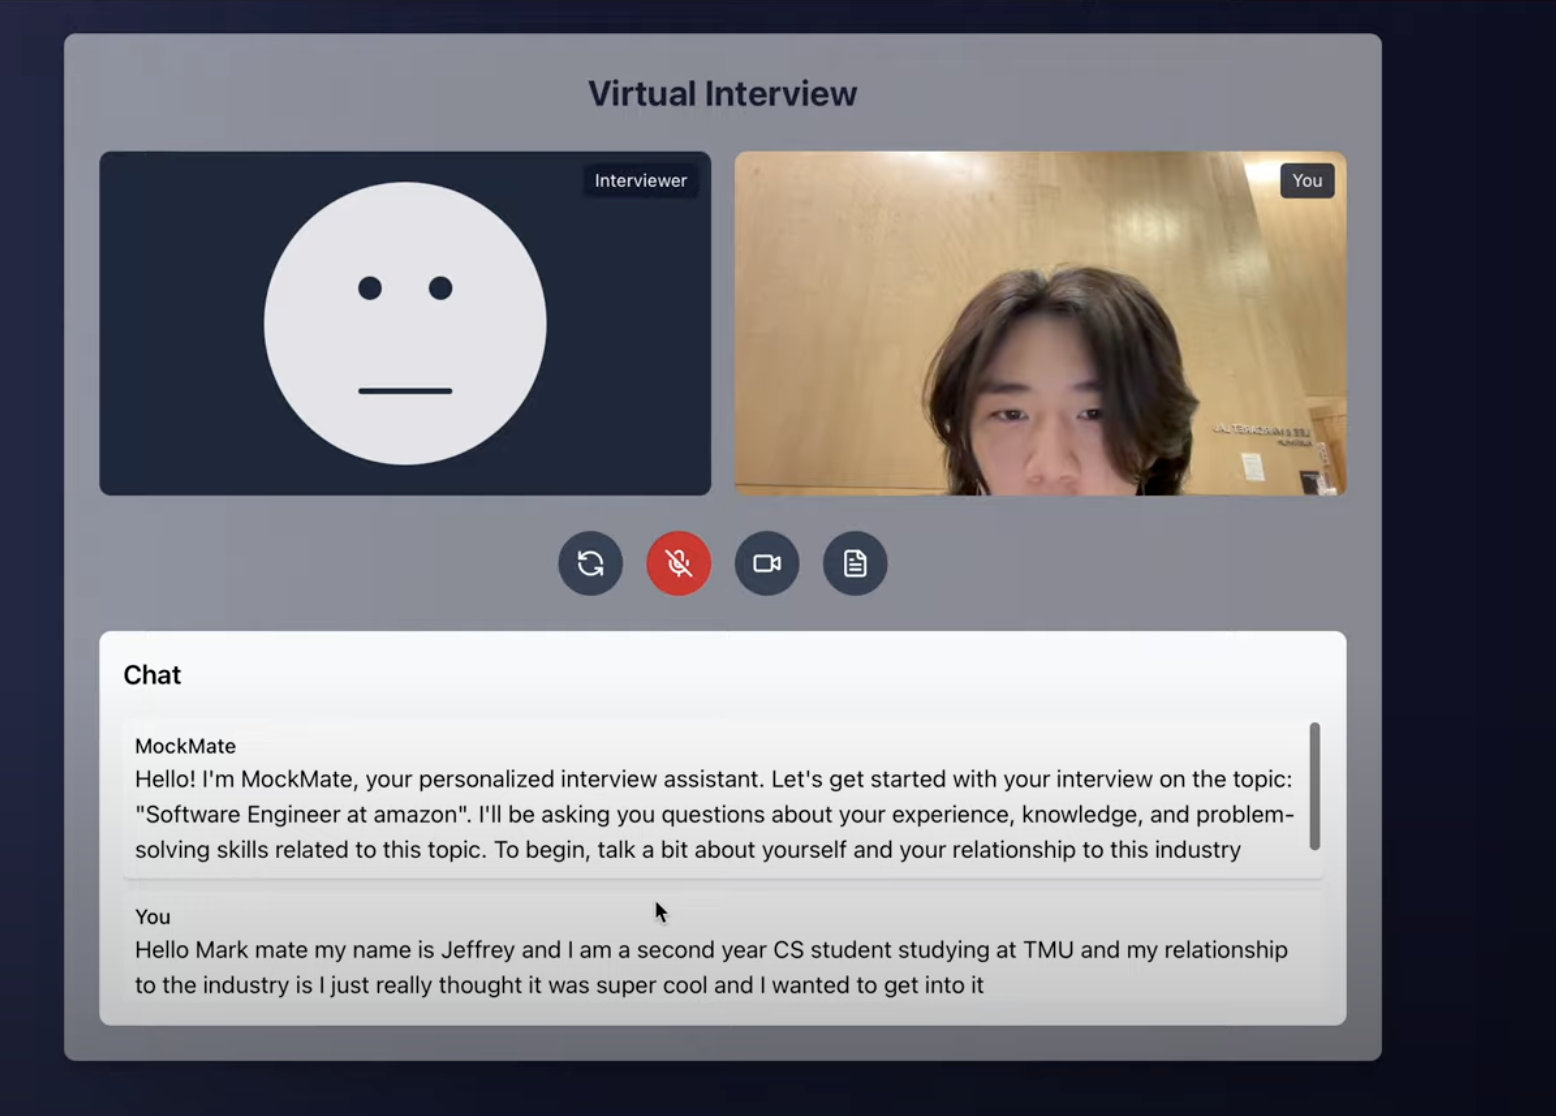 Virtual Interview
Interviewer
You
Chat
MockMate
Hello! I'm MockMate, your personalized interview assistant. Let's get started with your interview on the topic:
"Software Engineer at amazon". I'll be asking you questions about your experience, knowledge, and problem-
solving skills related to this topic. To begin, talk a bit about yourself and your relationship to this industry
You
Hello Mark mate my name is Jeffrey and I am a second year CS student studying at TMU and my relationship
to the industry is I just really thought it was super cool and I wanted to get into it